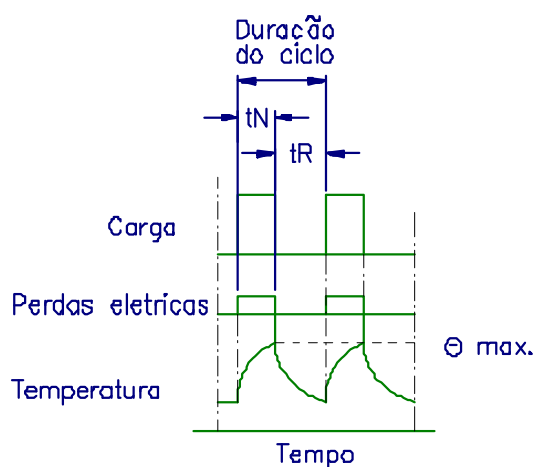 Duração
do ciclo
tN
tR
Carga
Perdas eletricas
Θ max.
Temperatura
Tempo